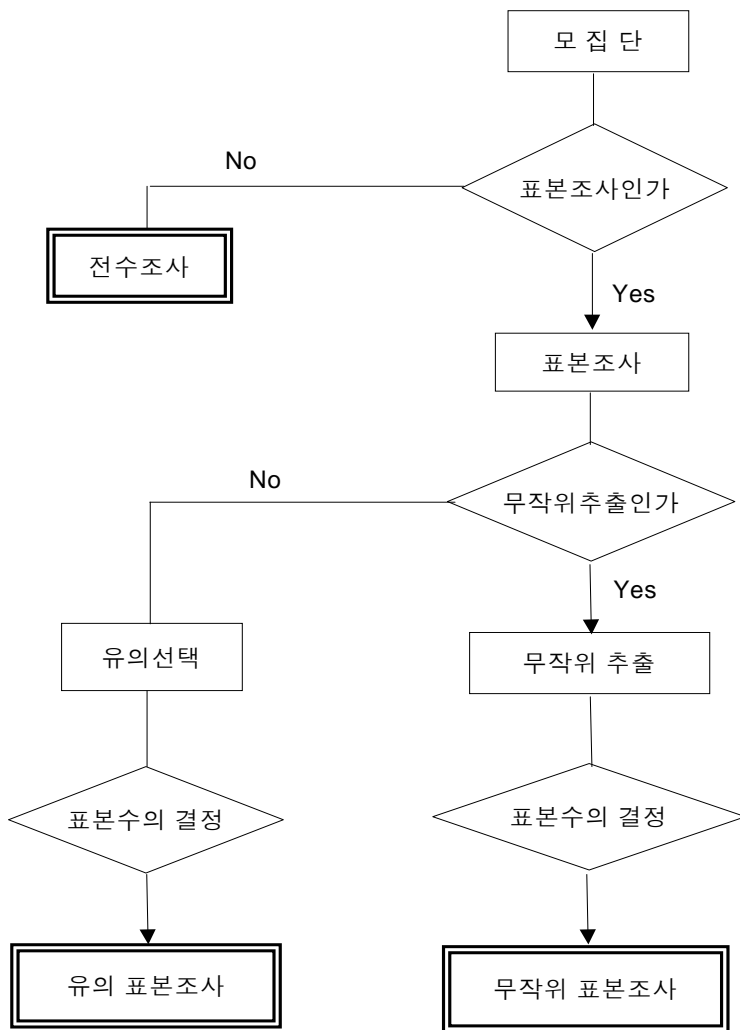 모 집 단
No
표본조사인가
전수조사
Yes
표본조사
No
무작위추출인가
Yes
유의선택
무작위 추출
표본수의 결정
표본수의 결정
유의 표본조사
무작위 표본조사